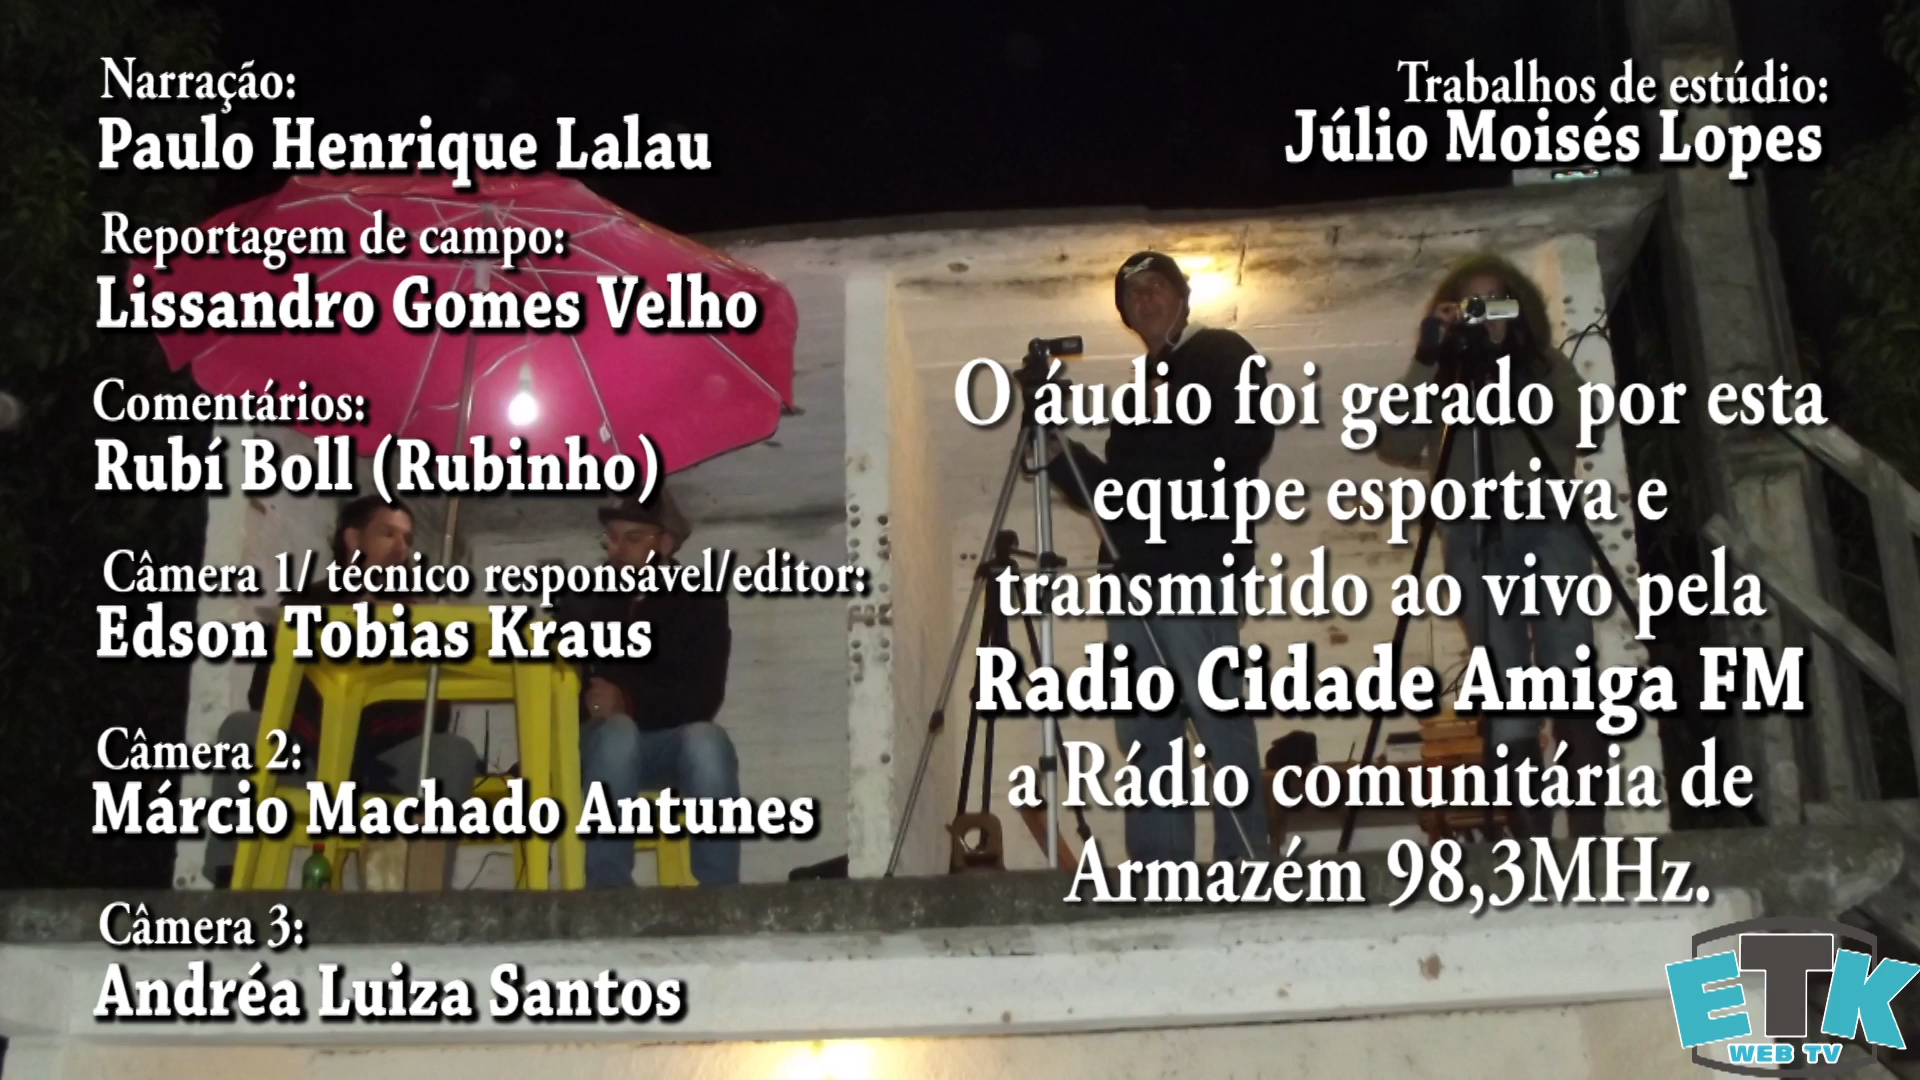 Narração:
Paulo Henrique Lalau
Reportagem de campo:
Lissandro Gomes Velho
Comentários:
Rubí Boll (Rubinho)
Câmera 1/ técnico responsável/editor:
Edson Tobias Kraus
Câmera 2:
Márcio Machado Antunes
Câmera 3:
Andréa Luiza Santos
Trabalhos de estúdio:
Júlio Moisés Lopes
O áudio foi gerado por esta
equipe esportiva e
transmitido ao vivo pela
Radio Cidade Amiga FM
a Rádio comunitária de
Armazém 98,3MHz.
ETK
WEB TV